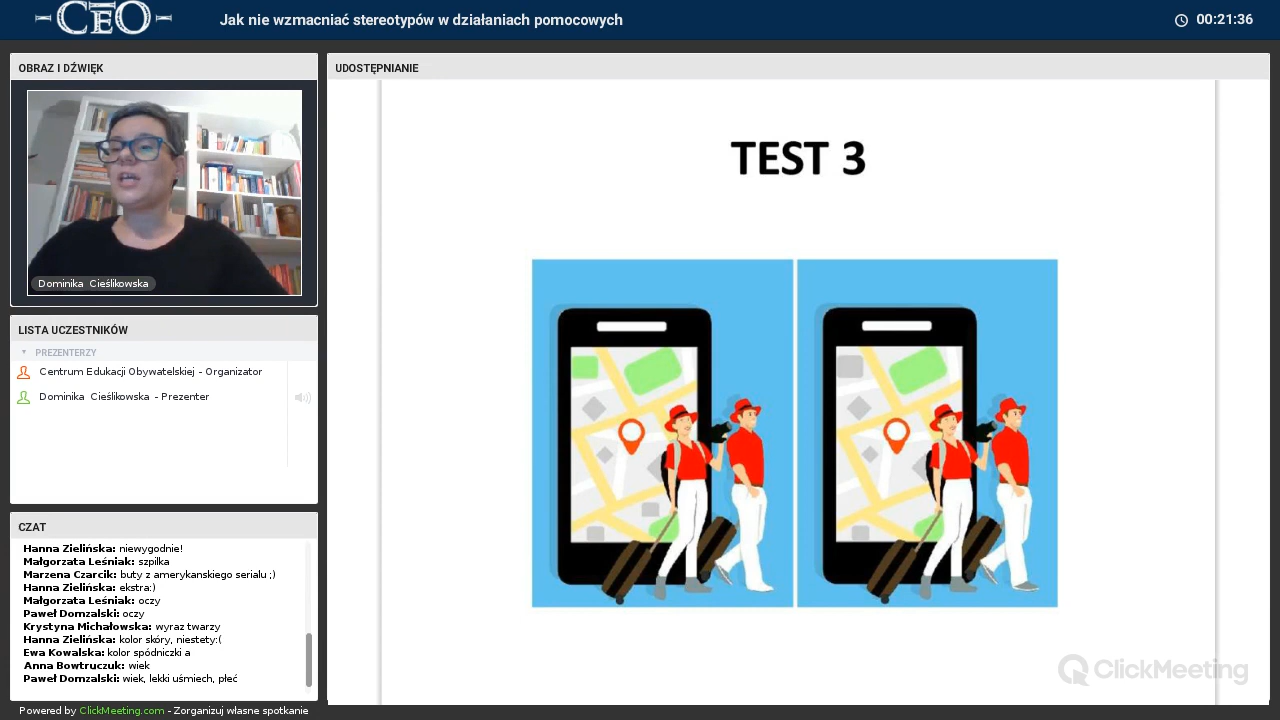 CEO
Jak nie wzmacniać stereotypów w działaniach pomocowych
00:21:36
OBRAZ I DŹWIĘK
Dominika Cieślikowska
LISTA UCZESTNIKÓW
PREZENTERZY
Centrum Edukacji Obywatelskiej - Organizator
Dominika Cieślikowska - Prezenter
CZAT
Hanna Zielińska: niewygodnie!
Małgorzata Leśniak: szpilka
Marzena Czarcik: buty z amerykanskiego serialu ;)
Hanna Zielińska: ekstra:)
Małgorzata Leśniak: oczy
Paweł Domzalski: oczy
Krystyna Michałowska: wyraz twarzy
Hanna Zielińska: kolor skóry, niestety:(
Ewa Kowalska: kolor spódniczki a
Anna Bowtruczuk: wiek
Paweł Domzalski: wiek, lekki uśmiech, płeć
Powered by ClickMeeting.com - Zorganizuj własne spotkanie
UDOSTĘPNIANIE
TEST 3
ClickMeeting